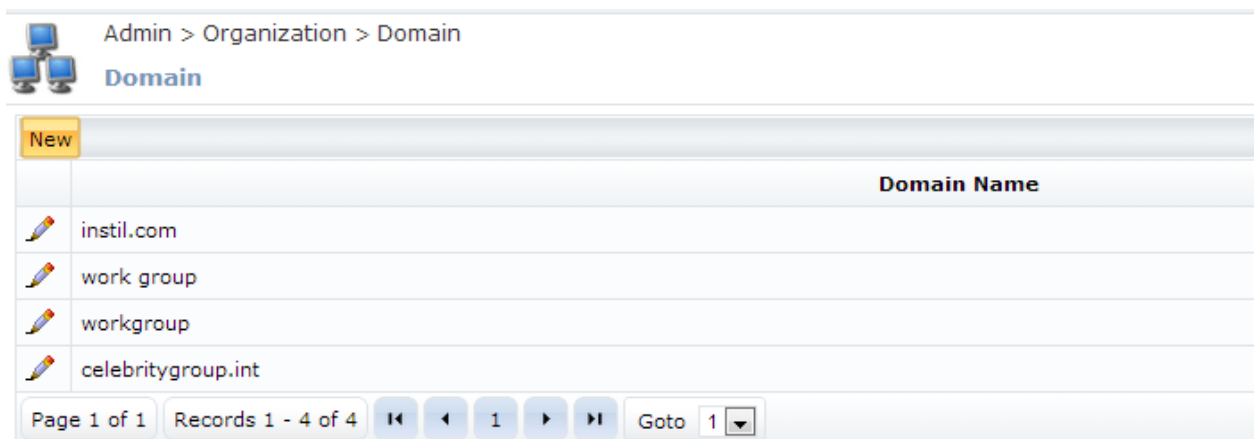 Admin > Organization > Domain
Domain
New
Domain Name
instil.com
work group
workgroup
celebritygroup.int
Page 1 of 1 Records 1 - 4 of 4 1 Goto 1